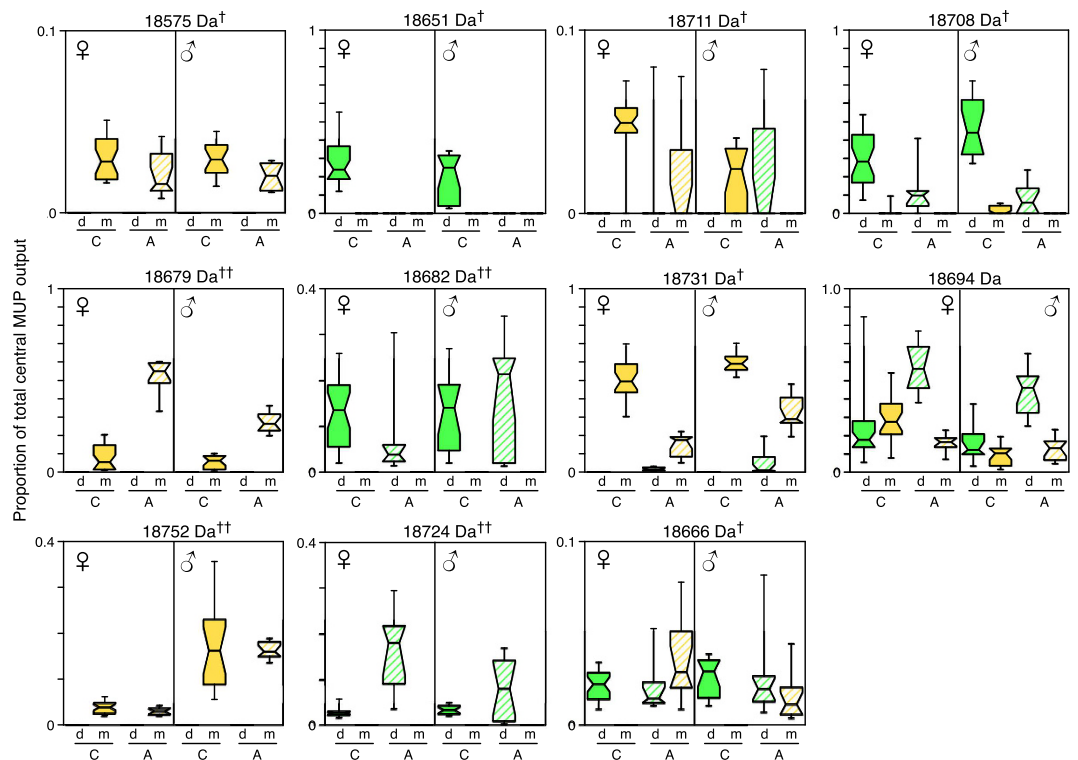 Proportion of total central MUP output
18575 Da† 18651 Da† 18711 Da† 18708 Da†
♀ ♂ ♀ ♂ ♀ ♂ ♀ ♂
0.1 0 1 0 0.1 0 1 0
d m d m d m d m d m d m d m d m d m d m d m d m d m d m d m d m
C A C A C A C A C A C A C A C A
18679 Da†† 18682 Da†† 18731 Da† 18694 Da
♀ ♂ ♀ ♂ ♀ ♂ ♀ ♂
1 0 0.4 0 1 0 1.0 0
d m d m d m d m d m d m d m d m d m d m d m d m d m d m d m d m
C A C A C A C A C A C A C A C A
18752 Da†† 18724 Da†† 18666 Da†
♀ ♂ ♀ ♂ ♀ ♂
0.4 0 0.4 0 0.1 0
d m d m d m d m d m d m d m d m d m d m d m d m
C A C A C A C A C A C A